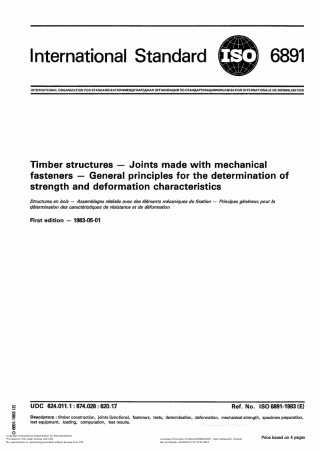 International Standard ISO 6891
INTERNATIONAL ORGANIZATION FOR STANDARDIZATION•МЕЖДУНАРОДНАЯ ОРГАНИЗАЦИЯ ПО СТАНДАРТИЗАЦИИ•ORGANISATION INTERNATIONALE DE NORMALISATION
Timber structures — Joints made with mechanical
fasteners — General principles for the determination of
strength and deformation characteristics
Structures en bois — Assemblages réalisés avec des éléments mécaniques de fixation — Principes généraux pour la
détermination des caractéristiques de résistance et de déformation
First edition — 1983-05-01
UDC 624.011.1 : 674.028 : 620.17 Ref. No. ISO 6891-1983 (E)
Descriptors : timber construction, joints (junctions), fasteners, tests, determination, deformation, mechanical strength, specimen preparation,
test equipment, loading, computation, test results.
ISO 6891-1983 (E)
Price based on 4 pages